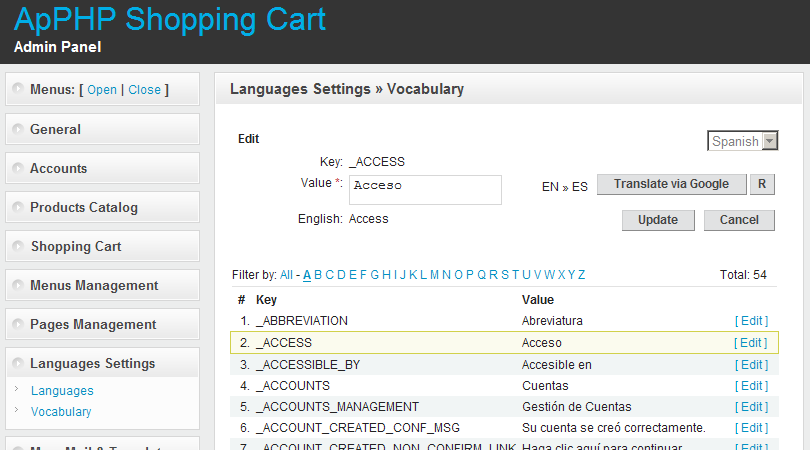 ApPHP Shopping Cart
Admin Panel
Menus: [ Open | Close ]
General
Accounts
Products Catalog
Shopping Cart
Menus Management
Pages Management
Languages Settings
Languages
Vocabulary
Languages Settings » Vocabulary
Edit
Spanish
Key: _ACCESS
Value *: Acceso
EN » ES Translate via Google R
English: Access
Update Cancel
Filter by: All - A B C D E F G H I J K L M N O P Q R S T U V W X Y Z Total: 54
# Key Value
1. _ABBREVIATION Abreviatura [ Edit ]
2. _ACCESS Acceso [ Edit ]
3. _ACCESSIBLE_BY Accesible en [ Edit ]
4. _ACCOUNTS Cuentas [ Edit ]
5. _ACCOUNTS_MANAGEMENT Gestión de Cuentas [ Edit ]
6. _ACCOUNT_CREATED_CONF_MSG Su cuenta se creó correctamente. [ Edit ]
7. _ACCOUNT_CREATED_NON_CONFIRM_LINK Haga clic aquí para continuar [ Edit ]